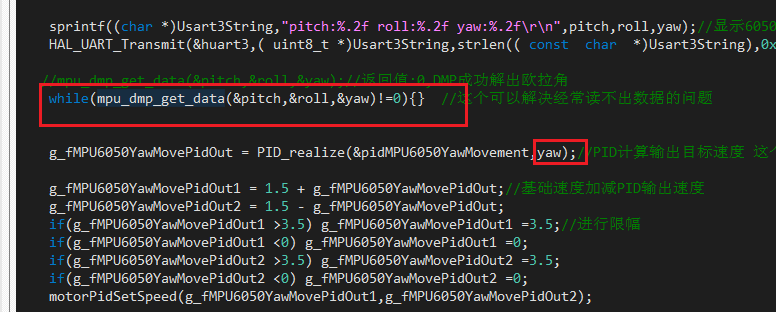 sprintf((char *)Usart3String,"pitch:%.2f roll:%.2f yaw:%.2f\r\n",pitch,roll,yaw);//显示6050
HAL_UART_Transmit(&huart3,( uint8_t *)Usart3String,strlen(( const  char  *)Usart3String),0x
//mpu_dmp_get_data(&pitch,&roll,&yaw);//返回值:0,DMP成功解出欧拉角
while(mpu_dmp_get_data(&pitch,&roll,&yaw)!=0){}  //这个可以解决经常读不出数据的问题
g_fMPU6050YawMovePidOut = PID_realize(&pidMPU6050YawMovement,yaw);//PID计算输出目标速度 这个
g_fMPU6050YawMovePidOut1 = 1.5 + g_fMPU6050YawMovePidOut;//基础速度加减PID输出速度
g_fMPU6050YawMovePidOut2 = 1.5 - g_fMPU6050YawMovePidOut;
if(g_fMPU6050YawMovePidOut1 >3.5) g_fMPU6050YawMovePidOut1 =3.5;//进行限幅
if(g_fMPU6050YawMovePidOut1 <0) g_fMPU6050YawMovePidOut1 =0;
if(g_fMPU6050YawMovePidOut2 >3.5) g_fMPU6050YawMovePidOut2 =3.5;
if(g_fMPU6050YawMovePidOut2 <0) g_fMPU6050YawMovePidOut2 =0;
motorPidSetSpeed(g_fMPU6050YawMovePidOut1,g_fMPU6050YawMovePidOut2);